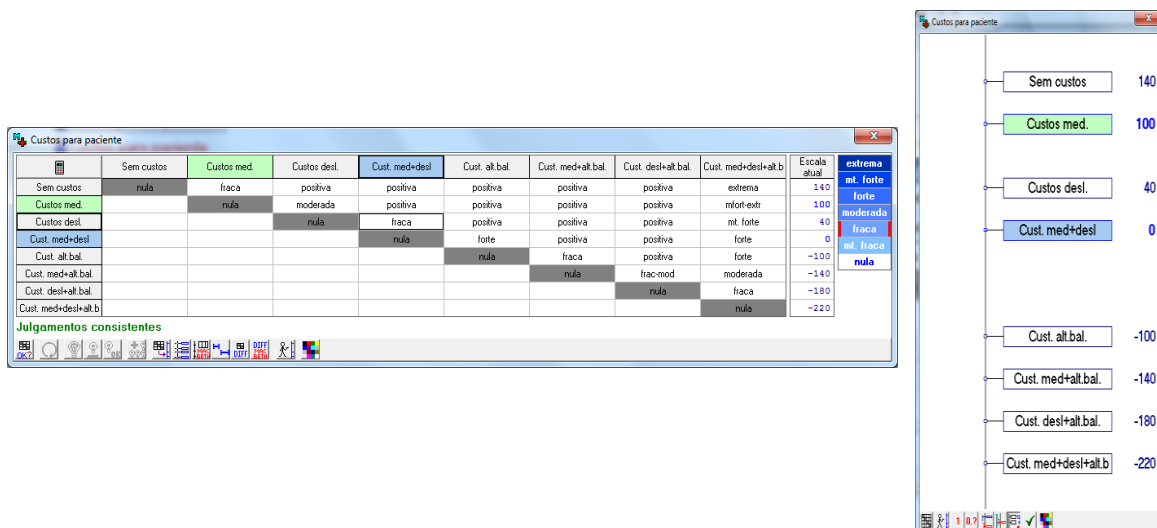 Custos para paciente
Sem custos Custos med. Custos desl. Cust. med+desl Cust. alt.bal. Cust. med+alt.bal. Cust. desl+alt.bal. Cust. med+desl+alt.b Escala atual
Sem custos nula fraca positiva positiva positiva positiva positiva extrema 140
Custos med. nula moderada positiva positiva positiva positiva mfort-extr 100
Custos desl. nula fraca positiva positiva positiva mt. forte 40
Cust. med+desl nula forte positiva positiva forte 0
Cust. alt.bal. nula fraca positiva forte -100
Cust. med+alt.bal. nula frac-mod moderada -140
Cust. desl+alt.bal. nula fraca -180
Cust. med+desl+alt.b nula -220
extrema
mt. forte
forte
moderada
fraca
mt. fraca
nula
Julgamentos consistentes
OK? OK DIFF DIFF
Custos para paciente
Sem custos 140
Custos med. 100
Custos desl. 40
Cust. med+desl 0
Cust. alt.bal. -100
Cust. med+alt.bal. -140
Cust. desl+alt.bal. -180
Cust. med+desl+alt.b -220
1 0.?